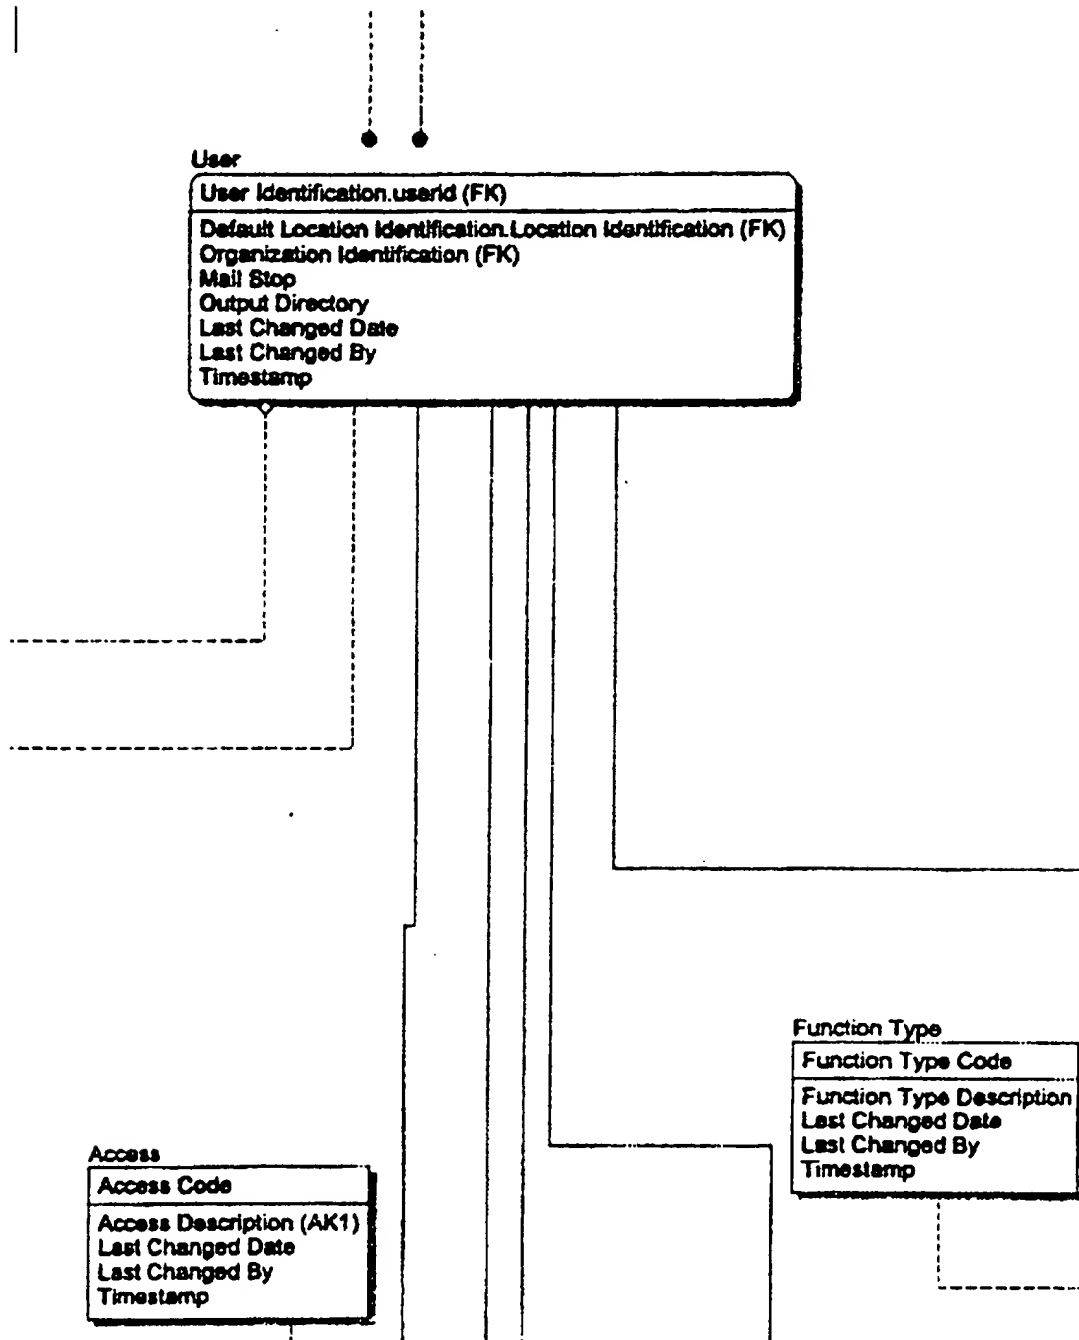 User
User Identification.userid (FK)
Default Location Identification.Location Identification (FK)
Organization Identification (FK)
Mail Stop
Output Directory
Last Changed Date
Last Changed By
Timestamp
Function Type
Function Type Code
Function Type Description
Last Changed Date
Last Changed By
Timestamp
Access
Access Code
Access Description (AK1)
Last Changed Date
Last Changed By
Timestamp